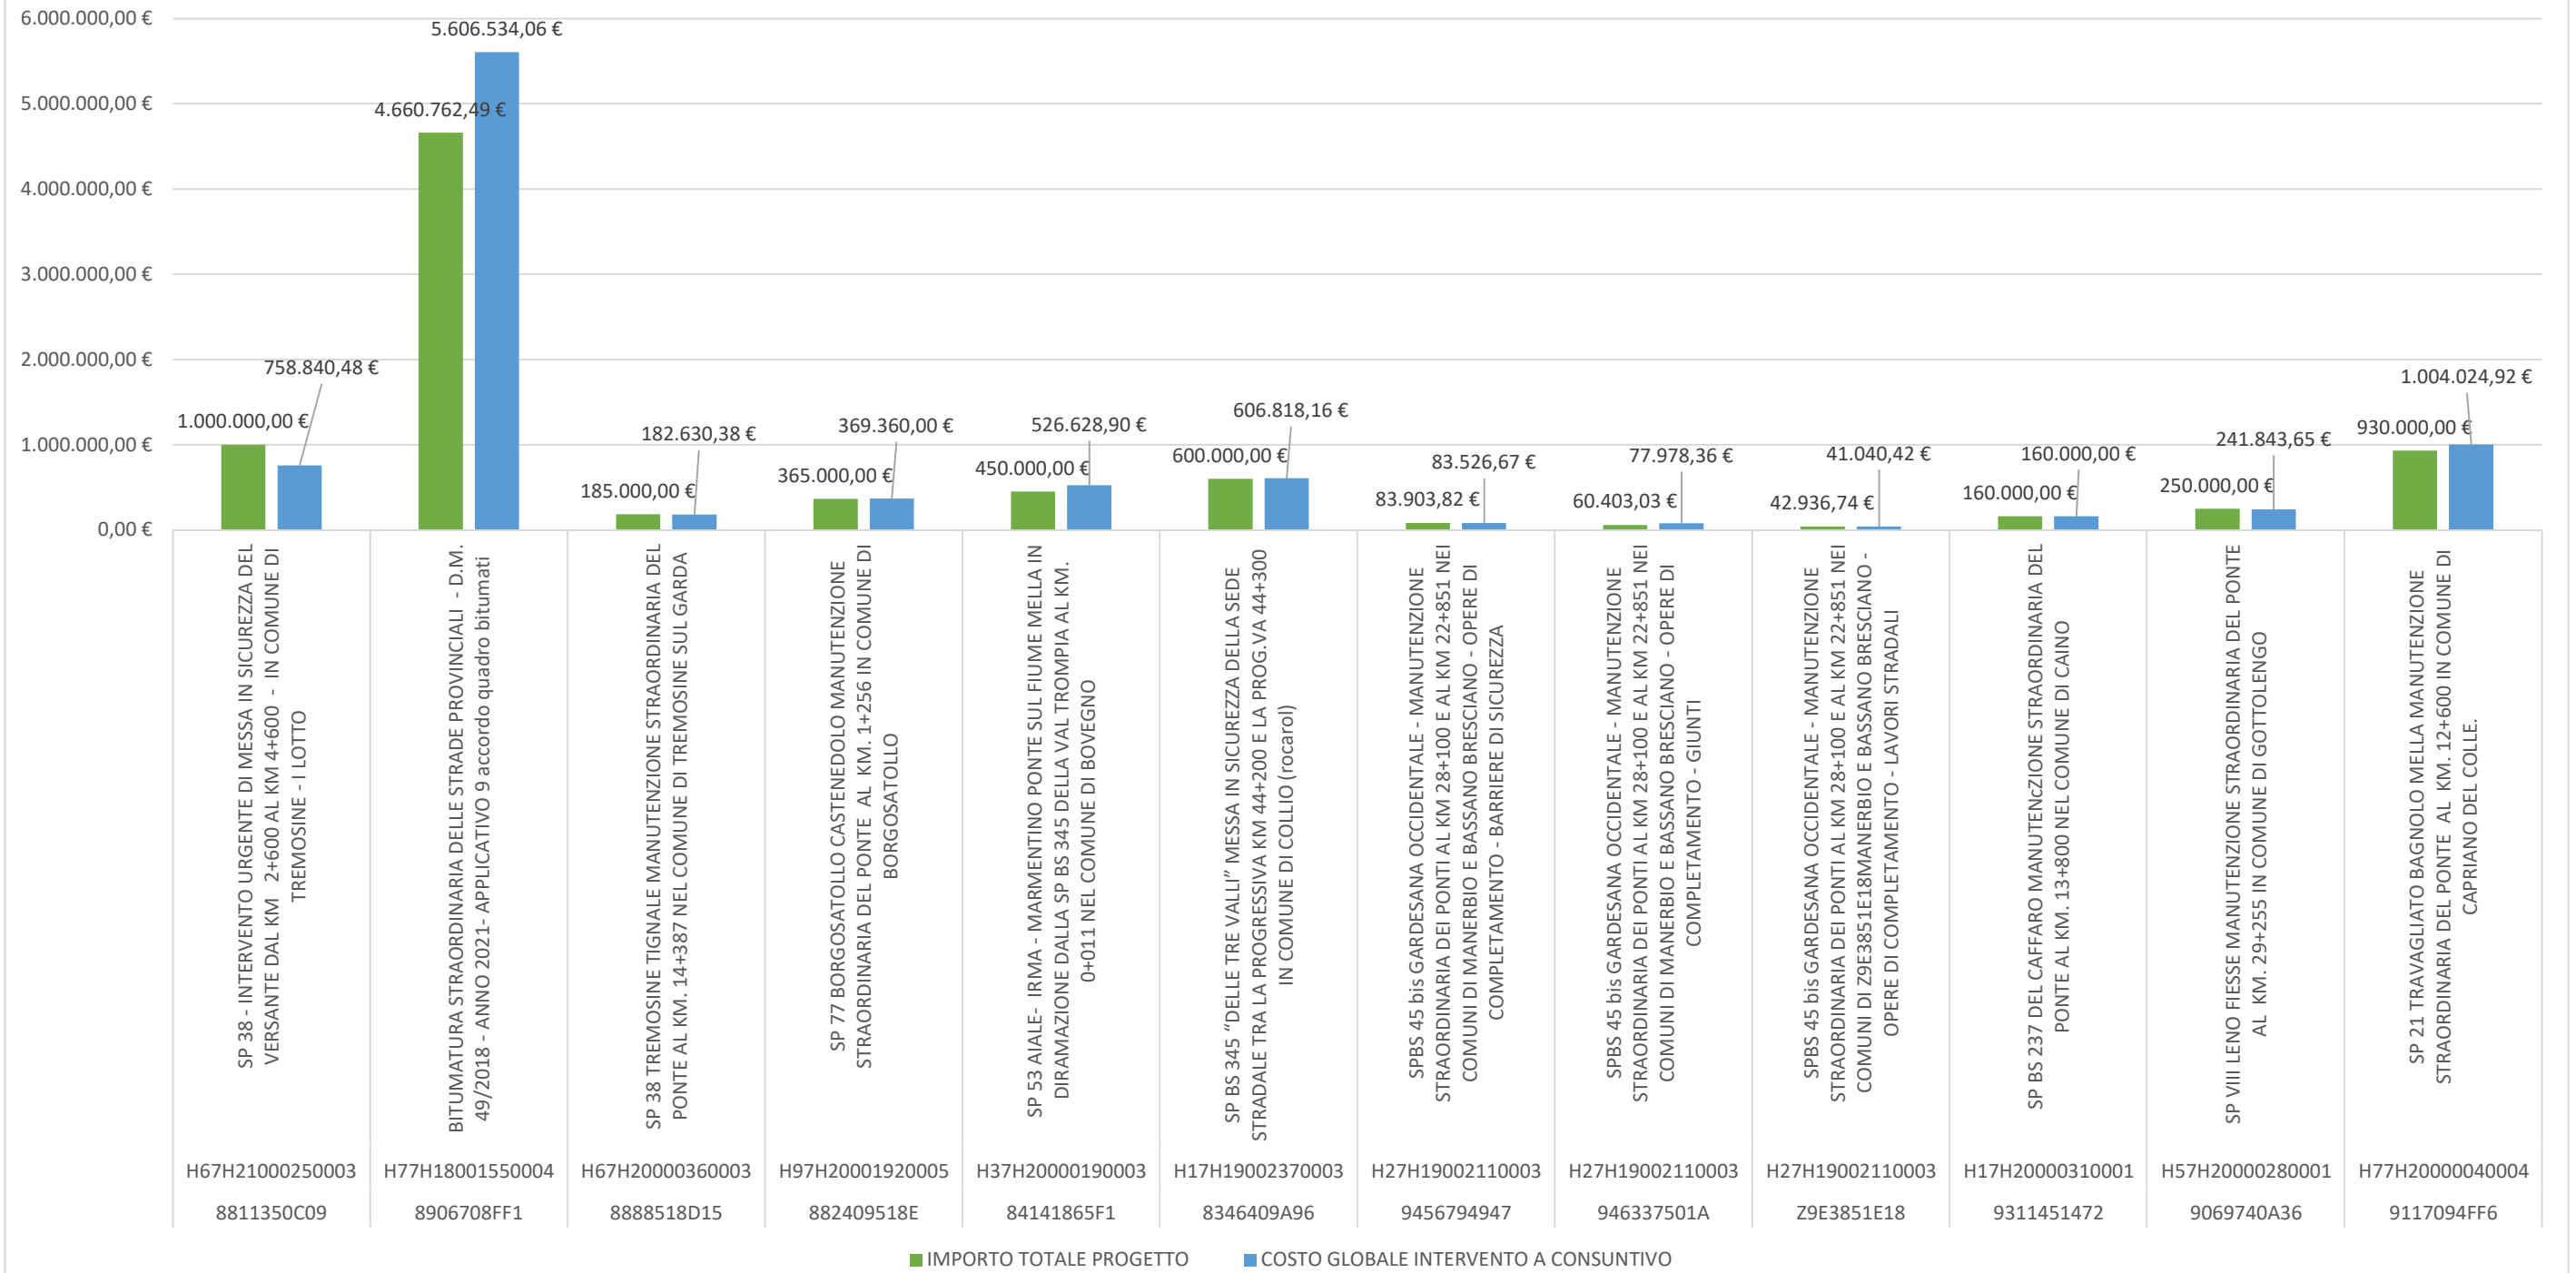 6.000.000,00 €
5.000.000,00 €
4.000.000,00 €
3.000.000,00 €
2.000.000,00 €
1.000.000,00 €
0,00 €
1.000.000,00 €
758.840,48 €
4.660.762,49 €
5.606.534,06 €
185.000,00 €
182.630,38 €
365.000,00 €
369.360,00 €
450.000,00 €
526.628,90 €
600.000,00 €
606.818,16 €
83.903,82 €
83.526,67 €
60.403,03 €
77.978,36 €
42.936,74 €
41.040,42 €
160.000,00 €
160.000,00 €
250.000,00 €
241.843,65 €
930.000,00 €
1.004.024,92 €
SP 38 - INTERVENTO URGENTE DI MESSA IN SICUREZZA DEL
VERSANTE DAL KM 2+600 AL KM 4+600 - IN COMUNE DI
TREMOSINE - I LOTTO
BITUMATURA STRAORDINARIA DELLE STRADE PROVINCIALI - D.M.
49/2018 - ANNO 2021- APPLICATIVO 9 accordo quadro bitumati
SP 38 TREMOSINE TIGNALE MANUTENZIONE STRAORDINARIA DEL
PONTE AL KM. 14+387 NEL COMUNE DI TREMOSINE SUL GARDA
SP 77 BORGOSATOLLO CASTENEDOLO MANUTENZIONE
STRAORDINARIA DEL PONTE AL KM. 1+256 IN COMUNE DI
BORGOSATOLLO
SP 53 AIALE- IRMA - MARMENTINO PONTE SUL FIUME MELLA IN
DIRAMAZIONE DALLA SP BS 345 DELLA VAL TROMPIA AL KM.
0+011 NEL COMUNE DI BOVEGNO
SP BS 345 "DELLE TRE VALLI” MESSA IN SICUREZZA DELLA SEDE
STRADALE TRA LA PROGRESSIVA KM 44+200 E LA PROG.VA 44+300
IN COMUNE DI COLLIO (rocca​rol)
SPBS 45 bis GARDESANA OCCIDENTALE - MANUTENZIONE
STRAORDINARIA DEI PONTI AL KM 28+100 E AL KM 22+851 NEI
COMUNI DI MANERBIO E BASSANO BRESCIANO - OPERE DI
COMPLETAMENTO - BARRIERE DI SICUREZZA
SPBS 45 bis GARDESANA OCCIDENTALE - MANUTENZIONE
STRAORDINARIA DEI PONTI AL KM 28+100 E AL KM 22+851 NEI
COMUNI DI MANERBIO E BASSANO BRESCIANO - OPERE DI
COMPLETAMENTO - GIUNTI
SPBS 45 bis GARDESANA OCCIDENTALE - MANUTENZIONE
STRAORDINARIA DEI PONTI AL KM 28+100 E AL KM 22+851 NEI
COMUNI DI Z9E3851E18MANERBIO E BASSANO BRESCIANO -
OPERE DI COMPLETAMENTO - LAVORI STRADALI
SP BS 237 DEL CAFFARO MANUTENcZIONE STRAORDINARIA DEL
PONTE AL KM. 13+800 NEL COMUNE DI CAINO
SP VIII LENO FIESSE MANUTENZIONE STRAORDINARIA DEL PONTE
AL KM. 29+255 IN COMUNE DI GOTTOLENGO
SP 21 TRAVAGLIATO BAGNOLO MELLA MANUTENZIONE
STRAORDINARIA DEL PONTE AL KM. 12+600 IN COMUNE DI
CAPRIANO DEL COLLE.
H67H21000250003
H77H18001550004
H67H20000360003
H97H20001920005
H37H20000190003
H17H19002370003
H27H19002110003
H27H19002110003
H27H19002110003
H17H20000310001
H57H20000280001
H77H20000040004
8811350C09
8906708FF1
8888518D15
882409518E
84141865F1
8346409A96
9456794947
946337501A
Z9E3851E18
9311451472
9069740A36
9117094FF6
IMPORTO TOTALE PROGETTO
COSTO GLOBALE INTERVENTO A CONSUNTIVO